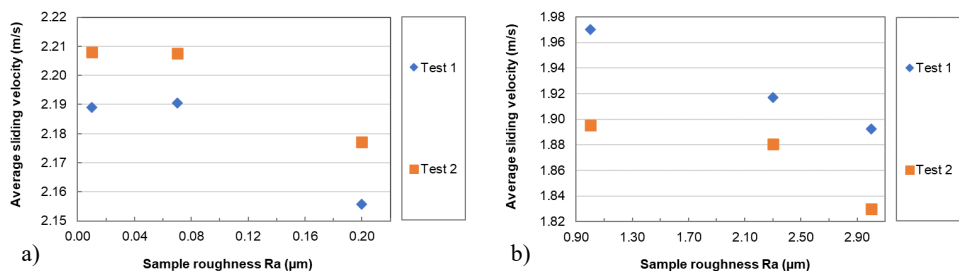 Average sliding velocity (m/s)
2.22
2.21
2.20
2.19
2.18
2.17
2.16
2.15
0.00 0.04 0.08 0.12 0.16 0.20
Sample roughness Ra (µm)
Test 1
Test 2
a)
Average sliding velocity (m/s)
1.98
1.96
1.94
1.92
1.90
1.88
1.86
1.84
1.82
0.90 1.30 1.70 2.10 2.50 2.90
Sample roughness Ra (µm)
Test 1
Test 2
b)